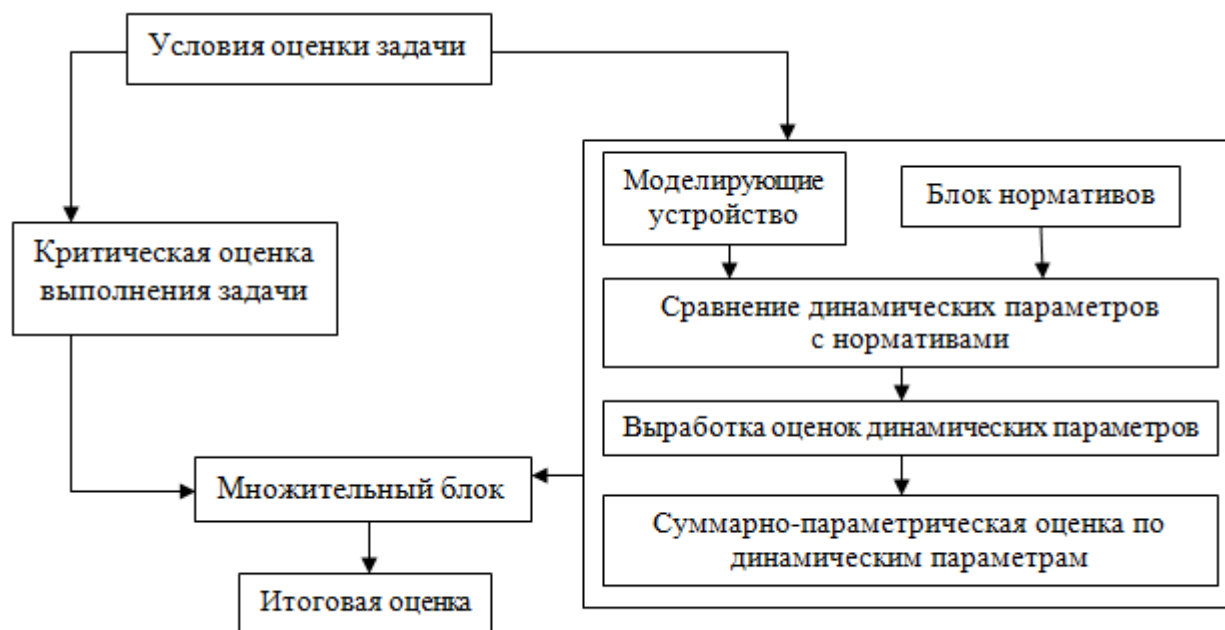 Условия оценки задачи
Моделирующие
устройство
Блок нормативов
Критическая оценка
выполнения задачи
Сравнение динамических параметров
с нормативами
Выработка оценок динамических параметров
Множительный блок
Суммарно-параметрическая оценка по
динамическим параметрам
Итоговая оценка